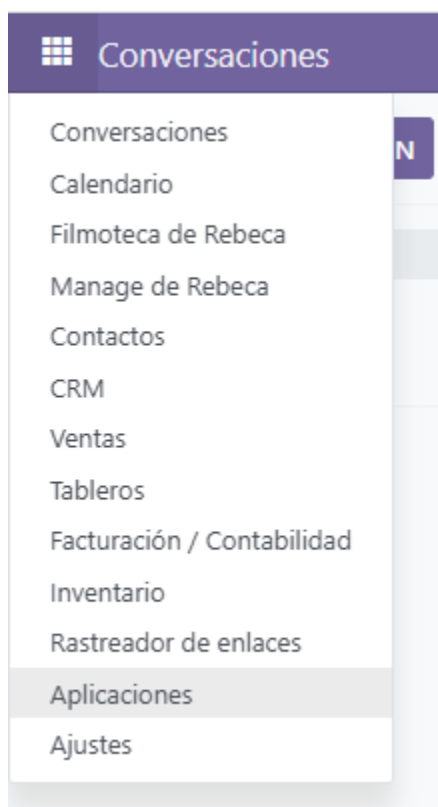 Conversaciones
N
Conversaciones
Calendario
Filmoteca de Rebeca
Manage de Rebeca
Contactos
CRM
Ventas
Tableros
Facturación / Contabilidad
Inventario
Rastreador de enlaces
Aplicaciones
Ajustes